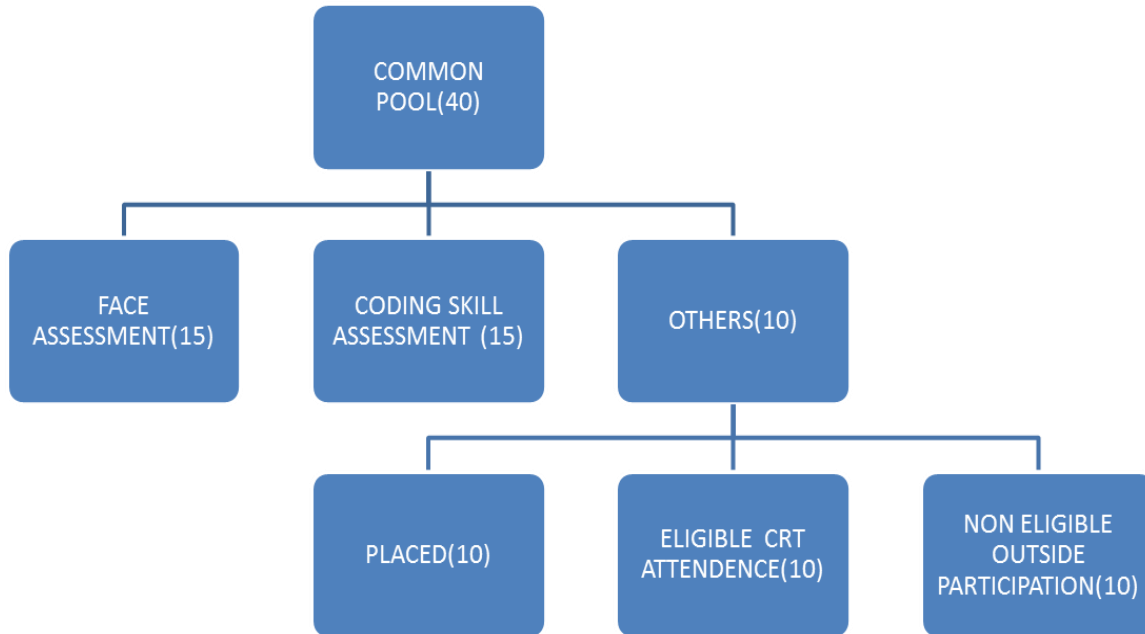 COMMON
POOL(40)
FACE
ASSESSMENT(15)
CODING SKILL
ASSESSMENT (15)
OTHERS(10)
PLACED(10)
ELIGIBLE CRT
ATTENDENCE(10)
NON ELIGIBLE
OUTSIDE
PARTICIPATION(10)